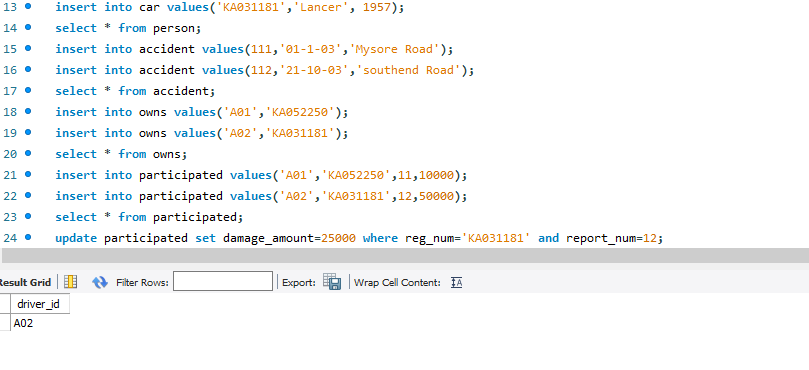 13 insert into car values('KA031181','Lancer', 1957);
14 select * from person;
15 insert into accident values(111,'01-1-03','Mysore Road');
16 insert into accident values(112,'21-10-03','southend Road');
17 select * from accident;
18 insert into owns values('A01','KA052250');
19 insert into owns values('A02','KA031181');
20 select * from owns;
21 insert into participated values('A01','KA052250',11,10000);
22 insert into participated values('A02','KA031181',12,50000);
23 select * from participated;
24 update participated set damage_amount=25000 where reg_num='KA031181' and report_num=12;
Result Grid Filter Rows: Export: Wrap Cell Content:
driver_id
A02